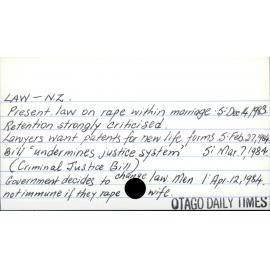 LAW - NZ.
Present law on rape within marriage. 5: Dec 16, 1983.
Retention strongly criticised.
Lawyers want patents for new life forms 5: Feb. 27, 1984
Bill "undermines justice system" 5: Mar. 7, 1984.
(Criminal Justice Bill)
Government decides to change law Men 1: Apr. 12, 1984.
not immune if they rape wife.
OTAGO DAILY TIMES